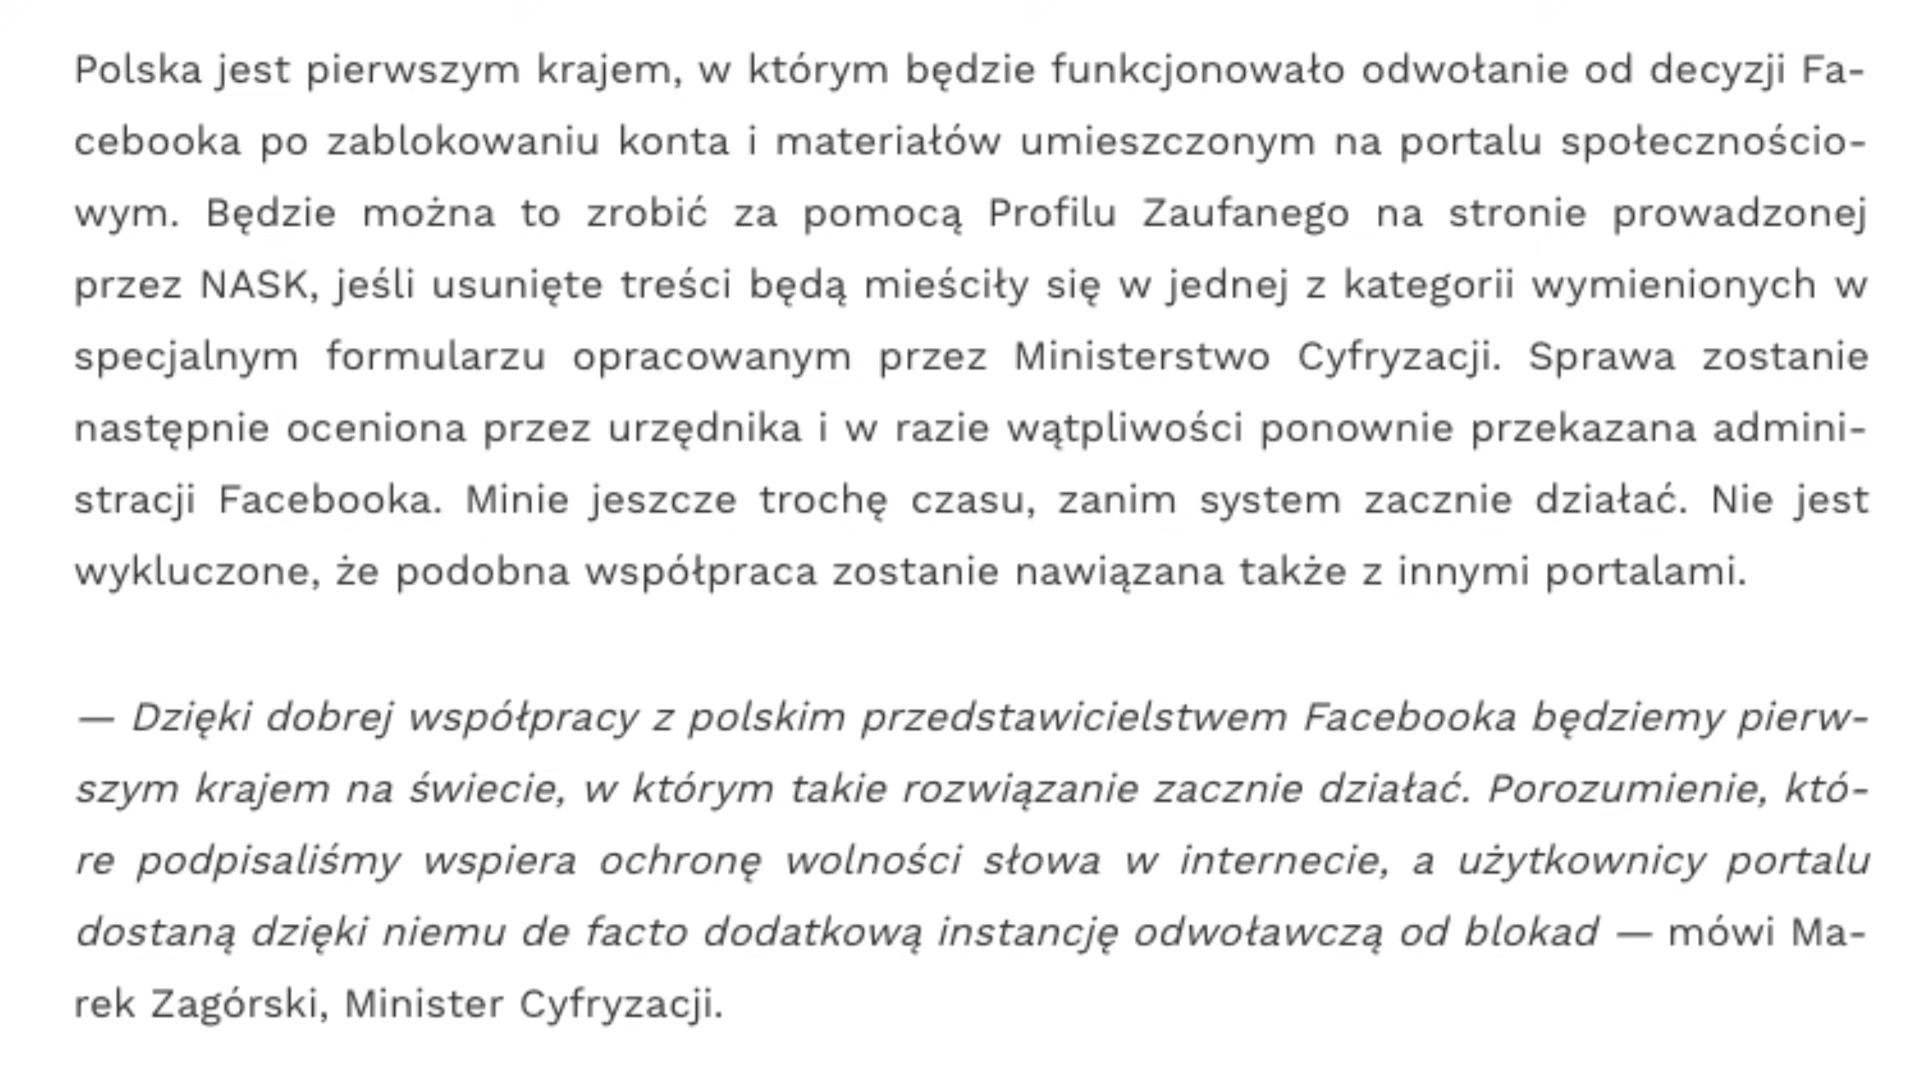 Polska jest pierwszym krajem, w którym będzie funkcjonowało odwołanie od decyzji Fa-
cebooka po zablokowaniu konta i materiałów umieszczonym na portalu społecznościo-
wym. Będzie można to zrobić za pomocą Profilu Zaufanego na stronie prowadzonej
przez NASK, jeśli usunięte treści będą mieściły się w jednej z kategorii wymienionych w
specjalnym formularzu opracowanym przez Ministerstwo Cyfryzacji. Sprawa zostanie
następnie oceniona przez urzędnika i w razie wątpliwości ponownie przekazana admini-
stracji Facebooka. Minie jeszcze trochę czasu, zanim system zacznie działać. Nie jest
wykluczone, że podobna współpraca zostanie nawiązana także z innymi portalami.
— Dzięki dobrej współpracy z polskim przedstawicielstwem Facebooka będziemy pierw-
szym krajem na świecie, w którym takie rozwiązanie zacznie działać. Porozumienie, któ-
re podpisaliśmy wspiera ochronę wolności słowa w internecie, a użytkownicy portalu
dostaną dzięki niemu de facto dodatkową instancję odwoławczą od blokad — mówi Ma-
rek Zagórski, Minister Cyfryzacji.